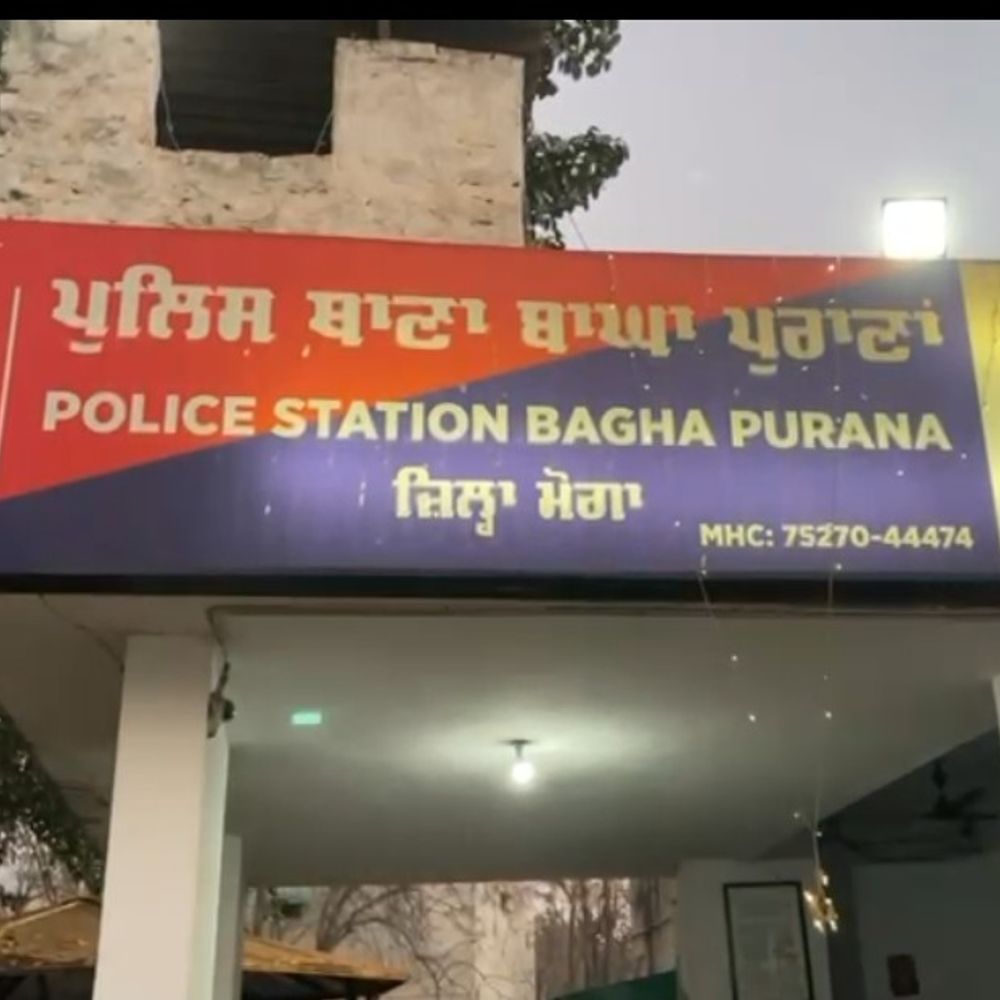 ਪੁਲਿਸ ਥਾਣਾ ਬਾਘਾ ਪੁਰਾਣਾਂ
POLICE STATION BAGHA PURANA
ਜ਼ਿਲ੍ਹਾ ਮੋਗਾ
MHC: 75270-44474